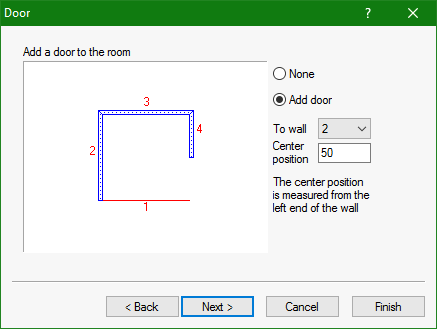 Door
?
Add a door to the room
3
4
2
1
None
Add door
To wall 2
Center
position 50
The center position
is measured from the
left end of the wall
< Back Next > Cancel Finish